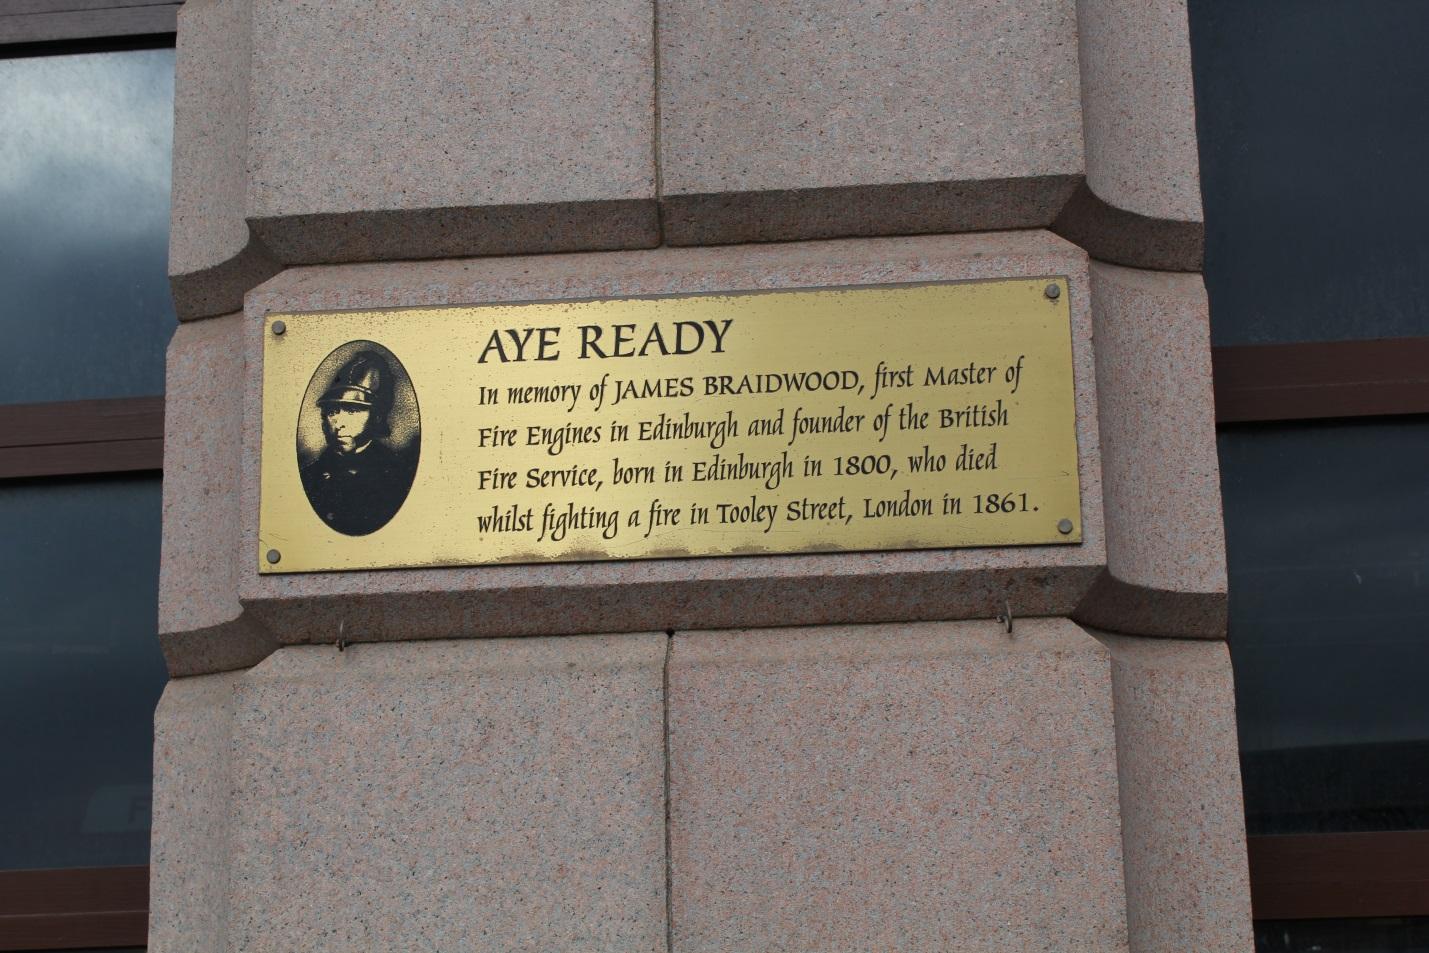 AYE READY
In memory of JAMES BRAIDWOOD, first Master of
Fire Engines in Edinburgh and founder of the British
Fire Service, born in Edinburgh in 1800, who died
whilst fighting a fire in Tooley Street, London in 1861.